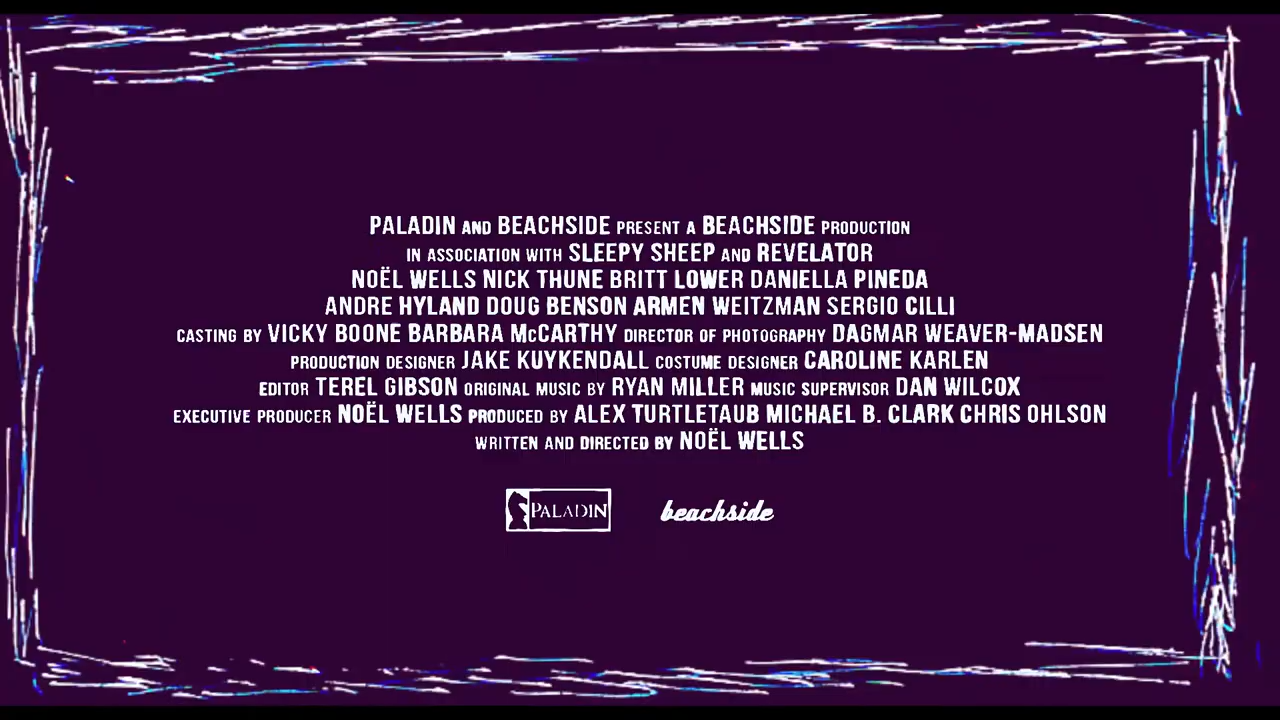 PALADIN AND BEACHSIDE PRESENT A BEACHSIDE PRODUCTION
IN ASSOCIATION WITH SLEEPY SHEEP AND REVELATOR
NOËL WELLS NICK THUNE BRITT LOWER DANIELLA PINEDA
ANDRE HYLAND DOUG BENSON ARMEN WEITZMAN SERGIO CILLI
CASTING BY VICKY BOONE BARBARA McCARTHY DIRECTOR OF PHOTOGRAPHY DAGMAR WEAVER-MADSEN
PRODUCTION DESIGNER JAKE KUYKENDALL COSTUME DESIGNER CAROLINE KARLEN
EDITOR TEREL GIBSON ORIGINAL MUSIC BY RYAN MILLER MUSIC SUPERVISOR DAN WILCOX
EXECUTIVE PRODUCER NOËL WELLS PRODUCED BY ALEX TURTLETAUB MICHAEL B. CLARK CHRIS OHLSON
WRITTEN AND DIRECTED BY NOËL WELLS
PALADIN beachside